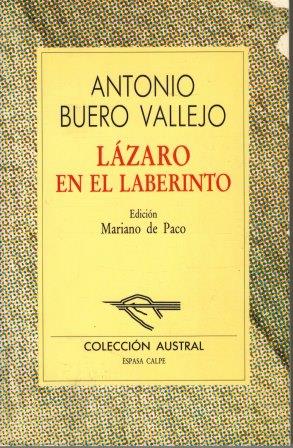 ANTONIO
BUERO VALLEJO
LÁZARO
EN EL LABERINTO
Edición
Mariano de Paco
COLECCIÓN AUSTRAL
ESPASA CALPE